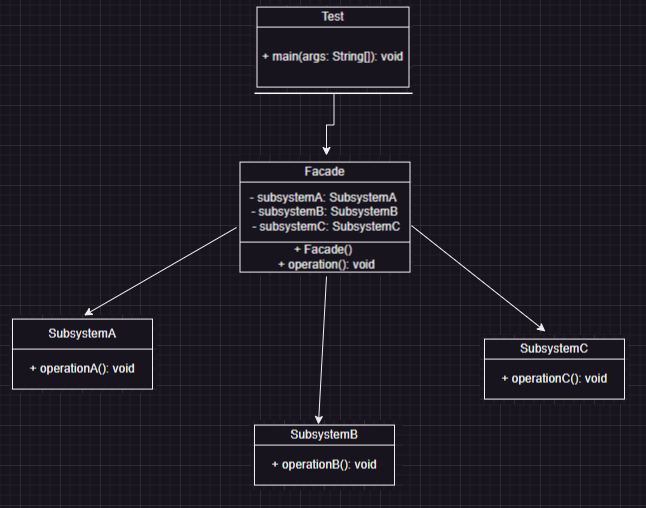 Test
+ main(args: String[]): void
Facade
- subsystemA: SubsystemA
- subsystemB: SubsystemB
- subsystemC: SubsystemC
+ Facade()
+ operation(): void
SubsystemA
+ operationA(): void
SubsystemC
+ operationC(): void
SubsystemB
+ operationB(): void